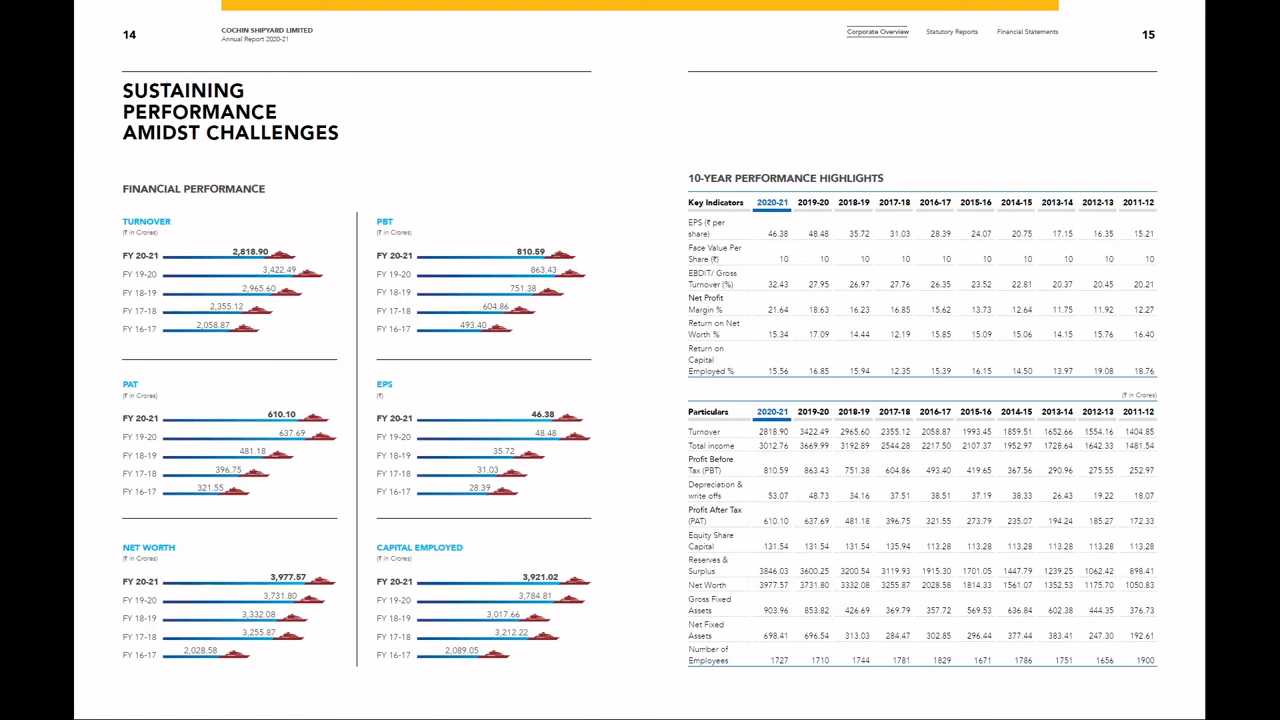 14
COCHIN SHIPYARD LIMITED
Annual Report 2020-21
Corporate Overview Statutory Reports Financial Statements
15
SUSTAINING
PERFORMANCE
AMIDST CHALLENGES
FINANCIAL PERFORMANCE
TURNOVER
(₹ in Crores)
FY 20-21 2,818.90
FY 19-20 3,422.49
FY 18-19 2,965.60
FY 17-18 2,355.12
FY 16-17 2,058.87
PBT
(₹ in Crores)
FY 20-21 810.59
FY 19-20 863.43
FY 18-19 751.38
FY 17-18 604.86
FY 16-17 493.40
PAT
(₹ in Crores)
FY 20-21 610.10
FY 19-20 637.69
FY 18-19 481.18
FY 17-18 396.75
FY 16-17 321.55
EPS
(₹)
FY 20-21 46.38
FY 19-20 48.48
FY 18-19 35.72
FY 17-18 31.03
FY 16-17 28.39
NET WORTH
(₹ in Crores)
FY 20-21 3,977.57
FY 19-20 3,731.80
FY 18-19 3,332.08
FY 17-18 3,255.87
FY 16-17 2,028.58
CAPITAL EMPLOYED
(₹ in Crores)
FY 20-21 3,921.02
FY 19-20 3,784.81
FY 18-19 3,017.66
FY 17-18 3,212.22
FY 16-17 2,089.05
10-YEAR PERFORMANCE HIGHLIGHTS
Key Indicators 2020-21 2019-20 2018-19 2017-18 2016-17 2015-16 2014-15 2013-14 2012-13 2011-12
EPS (₹ per
share) 46.38 48.48 35.72 31.03 28.39 24.07 20.75 17.15 16.35 15.21
Face Value Per
Share (₹) 10 10 10 10 10 10 10 10 10 10
EBDIT/ Gross
Turnover (%) 32.43 27.95 26.97 27.76 26.35 23.52 22.81 20.37 20.45 20.21
Net Profit
Margin % 21.64 18.63 16.23 16.85 15.62 13.73 12.64 11.75 11.92 12.27
Return on Net
Worth % 15.34 17.09 14.44 12.19 15.85 15.09 15.06 14.15 15.76 16.40
Return on
Capital
Employed % 15.56 16.85 15.94 12.35 15.39 16.15 14.50 13.97 19.08 18.76
(₹ in Crores)
Particulars 2020-21 2019-20 2018-19 2017-18 2016-17 2015-16 2014-15 2013-14 2012-13 2011-12
Turnover 2818.90 3422.49 2965.60 2355.12 2058.87 1993.45 1859.51 1652.66 1554.16 1404.85
Total income 3012.76 3669.99 3192.89 2544.28 2217.50 2107.37 1952.97 1728.64 1642.33 1481.54
Profit Before
Tax (PBT) 810.59 863.43 751.38 604.86 493.40 419.65 367.56 290.96 275.55 252.97
Depreciation &
write offs 53.07 48.73 34.16 37.51 38.51 37.19 38.33 26.43 19.22 18.07
Profit After Tax
(PAT) 610.10 637.69 481.18 396.75 321.55 273.79 235.07 194.24 185.27 172.33
Equity Share
Capital 131.54 131.54 131.54 135.94 113.28 113.28 113.28 113.28 113.28 113.28
Reserves &
Surplus 3846.03 3600.25 3200.54 3119.93 1915.30 1701.05 1447.72 1239.25 1062.42 898.41
Net Worth 3977.57 3731.80 3332.08 3255.87 2028.58 1814.33 1561.07 1352.53 1175.70 1050.83
Gross Fixed
Assets 903.96 853.82 426.69 369.79 357.72 569.53 636.84 602.38 444.35 376.73
Net Fixed
Assets 698.41 696.54 313.03 284.47 302.85 296.44 377.44 383.41 247.30 192.61
Number of
Employees 1727 1710 1744 1781 1829 1671 1786 1751 1656 1900